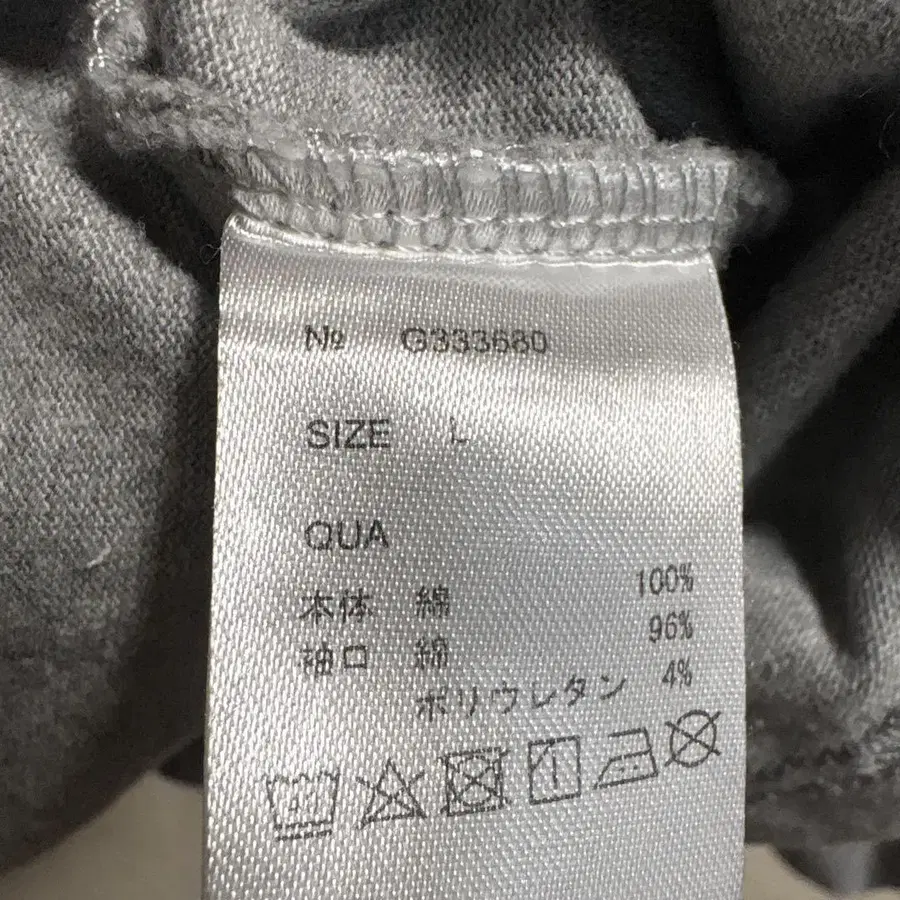 № G333680
SIZE L
QUA
本体 綿 100%
袖口 綿 96%
ポリウレタン 4%